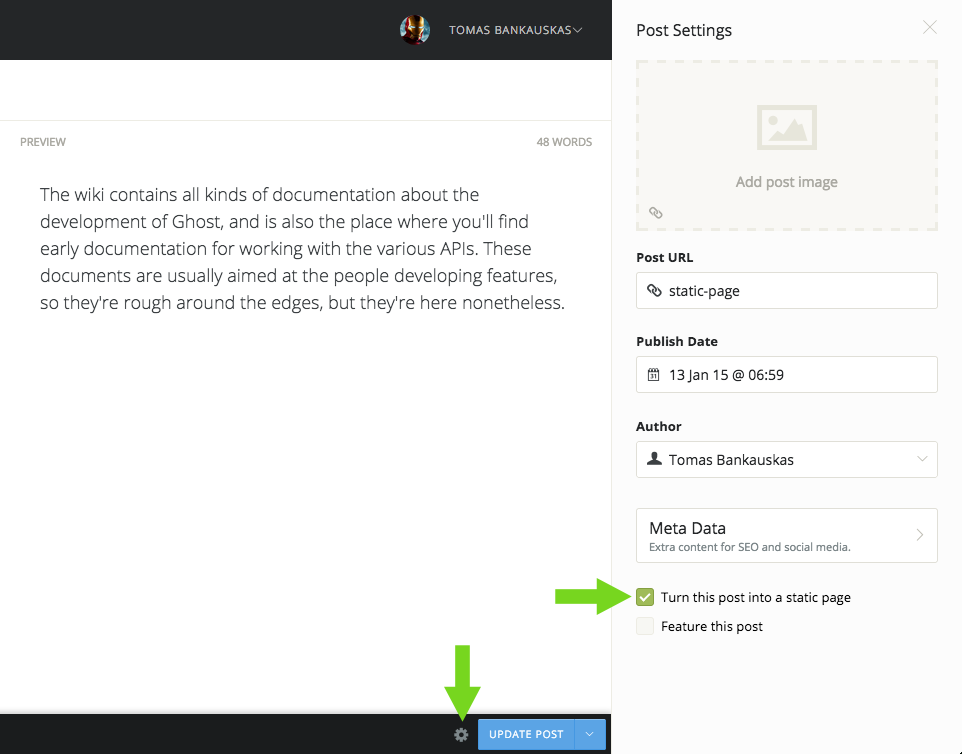 TOMAS BANKAUSKAS
PREVIEW
48 WORDS
The wiki contains all kinds of documentation about the
development of Ghost, and is also the place where you'll find
early documentation for working with the various APIs. These
documents are usually aimed at the people developing features,
so they're rough around the edges, but they're here nonetheless.
UPDATE POST
Post Settings
Add post image
Post URL
static-page
Publish Date
31
13 Jan 15 @ 06:59
Author
Tomas Bankauskas
Meta Data
Extra content for SEO and social media.
Turn this post into a static page
Feature this post